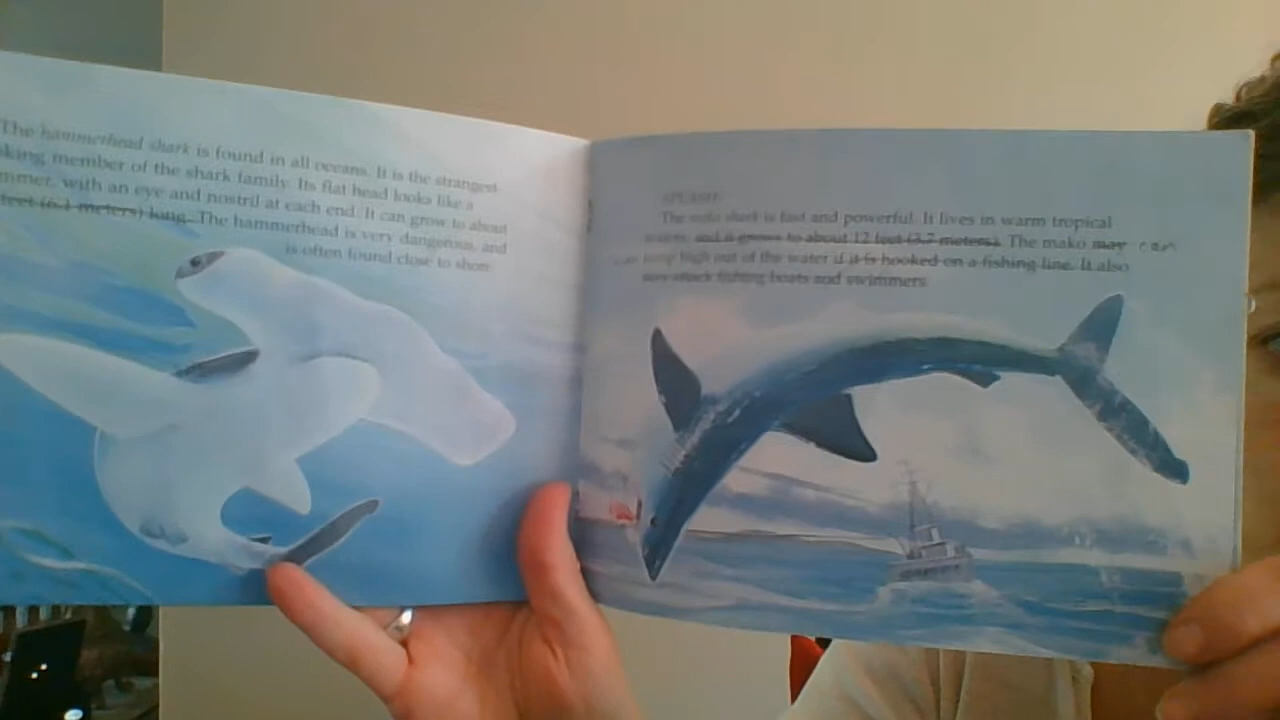 The hammerhead shark is found in all oceans. It is the strangest
king member of the shark family. Its flat head looks like a
mmer, with an eye and nostril at each end. It can grow to about
feet (6.1 meters) long. The hammerhead is very dangerous, and
is often found close to shore.
SPLASH!
The mako shark is fast and powerful. It lives in warm tropical
waters, and it grows to about 12 feet (3.7 meters). The mako may can
jump high out of the water if it is hooked on a fishing line. It also
may attack fishing boats and swimmers.